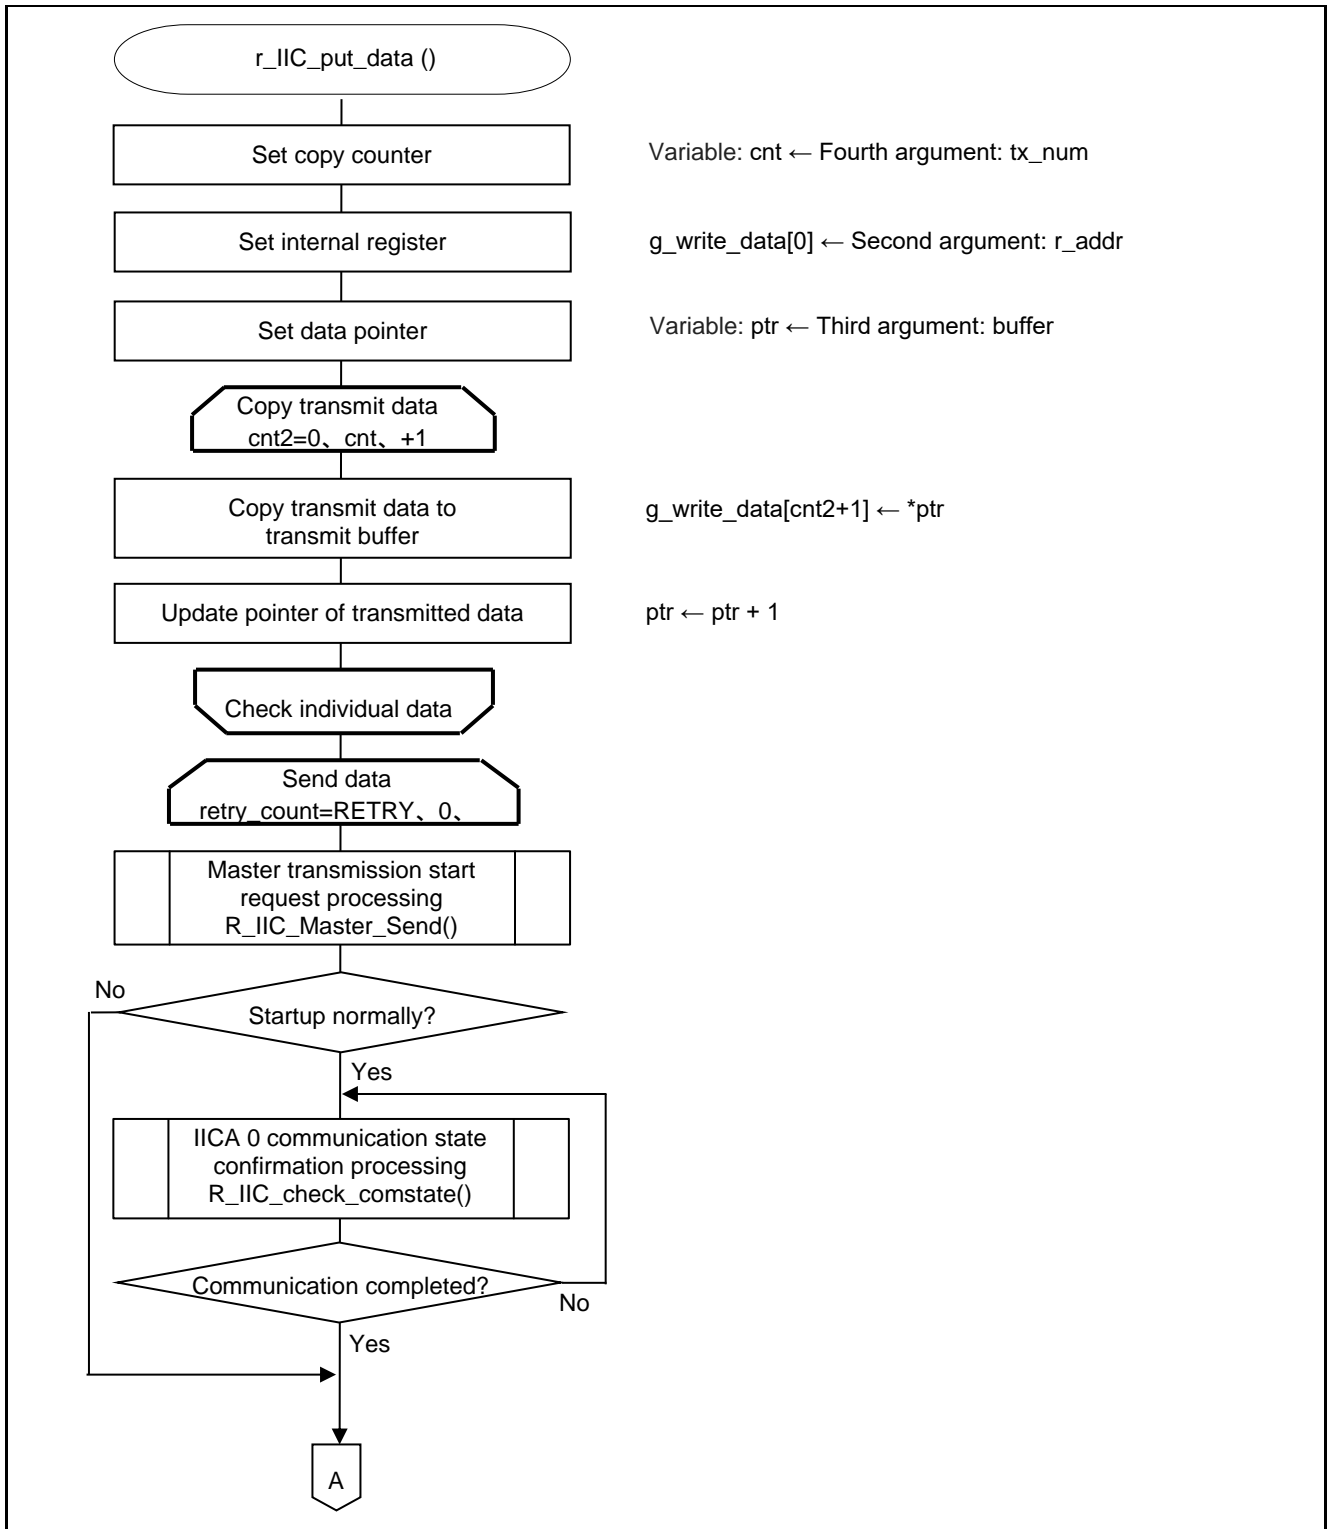 r_IIC_put_data ()
Set copy counter
Variable: cnt ← Fourth argument: tx_num
Set internal register
g_write_data[0] ← Second argument: r_addr
Set data pointer
Variable: ptr ← Third argument: buffer
Copy transmit data
cnt2=0、cnt、+1
Copy transmit data to
transmit buffer
g_write_data[cnt2+1] ← *ptr
Update pointer of transmitted data
ptr ← ptr + 1
Check individual data
Send data
retry_count=RETRY、0、
Master transmission start
request processing
R_IIC_Master_Send()
No
Startup normally?
Yes
IICA 0 communication state
confirmation processing
R_IIC_check_comstate()
Communication completed?
No
Yes
A